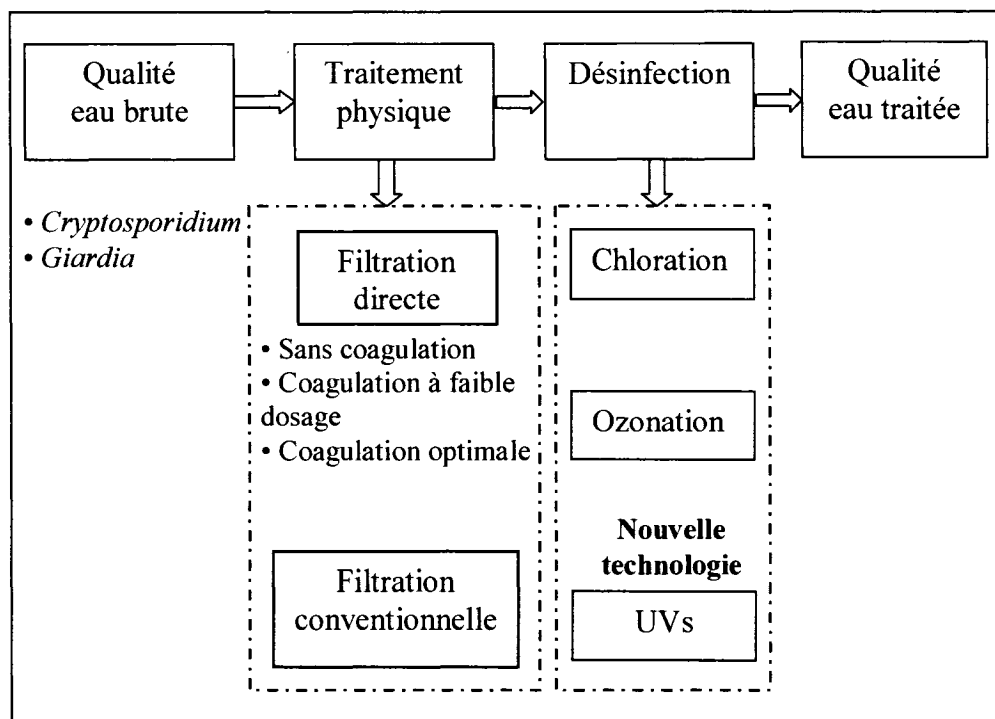 Qualité
eau brute
Traitement
physique
Désinfection
Qualité
eau traitée
• Cryptosporidium
• Giardia
Filtration
directe
• Sans coagulation
• Coagulation à faible
dosage
• Coagulation optimale
Filtration
conventionnelle
Chloration
Ozonation
Nouvelle
technologie
UVs